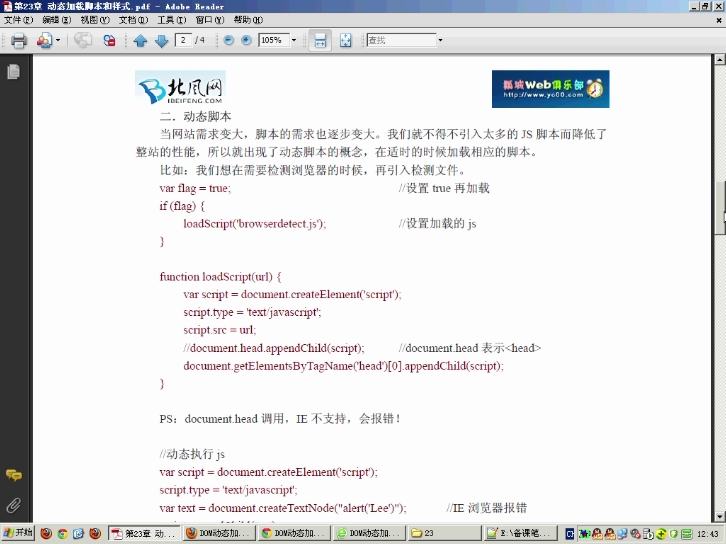 第23章 动态加载脚本和样式.pdf - Adobe Reader
文件(F) 编辑(E) 视图(V) 文档(D) 工具(T) 窗口(W) 帮助(H)
2 / 4 105% 查找
北风网
IBEIFENG.COM
瓢城Web俱乐部
http://www.yc60.com
二．动态脚本
当网站需求变大，脚本的需求也逐步变大。我们就不得不引入太多的 JS 脚本而降低了
整站的性能，所以就出现了动态脚本的概念，在适时的时候加载相应的脚本。
比如：我们想在需要检测浏览器的时候，再引入检测文件。
var flag = true; //设置 true 再加载
if (flag) {
loadScript('browserdetect.js'); //设置加载的 js
}
function loadScript(url) {
var script = document.createElement('script');
script.type = 'text/javascript';
script.src = url;
//document.head.appendChild(script); //document.head 表示<head>
document.getElementsByTagName('head')[0].appendChild(script);
}
PS：document.head 调用，IE 不支持，会报错！
//动态执行 js
var script = document.createElement('script');
script.type = 'text/javascript';
var text = document.createTextNode("alert('Lee')"); //IE 浏览器报错
开始 第23章 动... DOM动态加... DOM动态加... DOM动态加... 23 E:\备课笔... 12:43